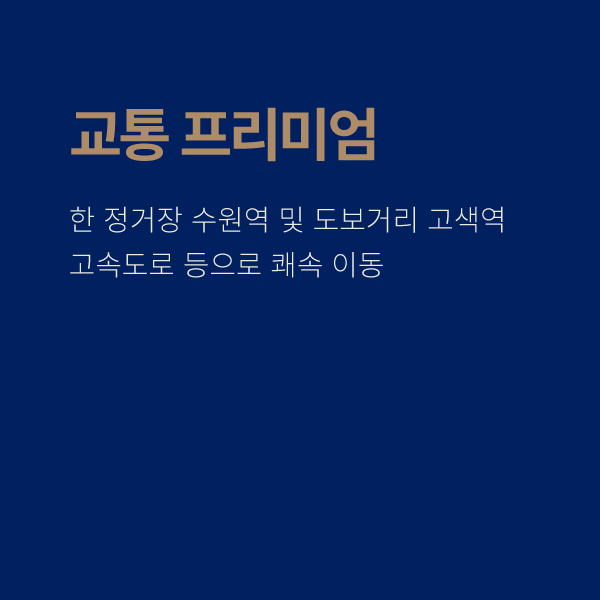 교통 프리미엄
한 정거장 수원역 및 도보거리 고색역
고속도로 등으로 쾌속 이동